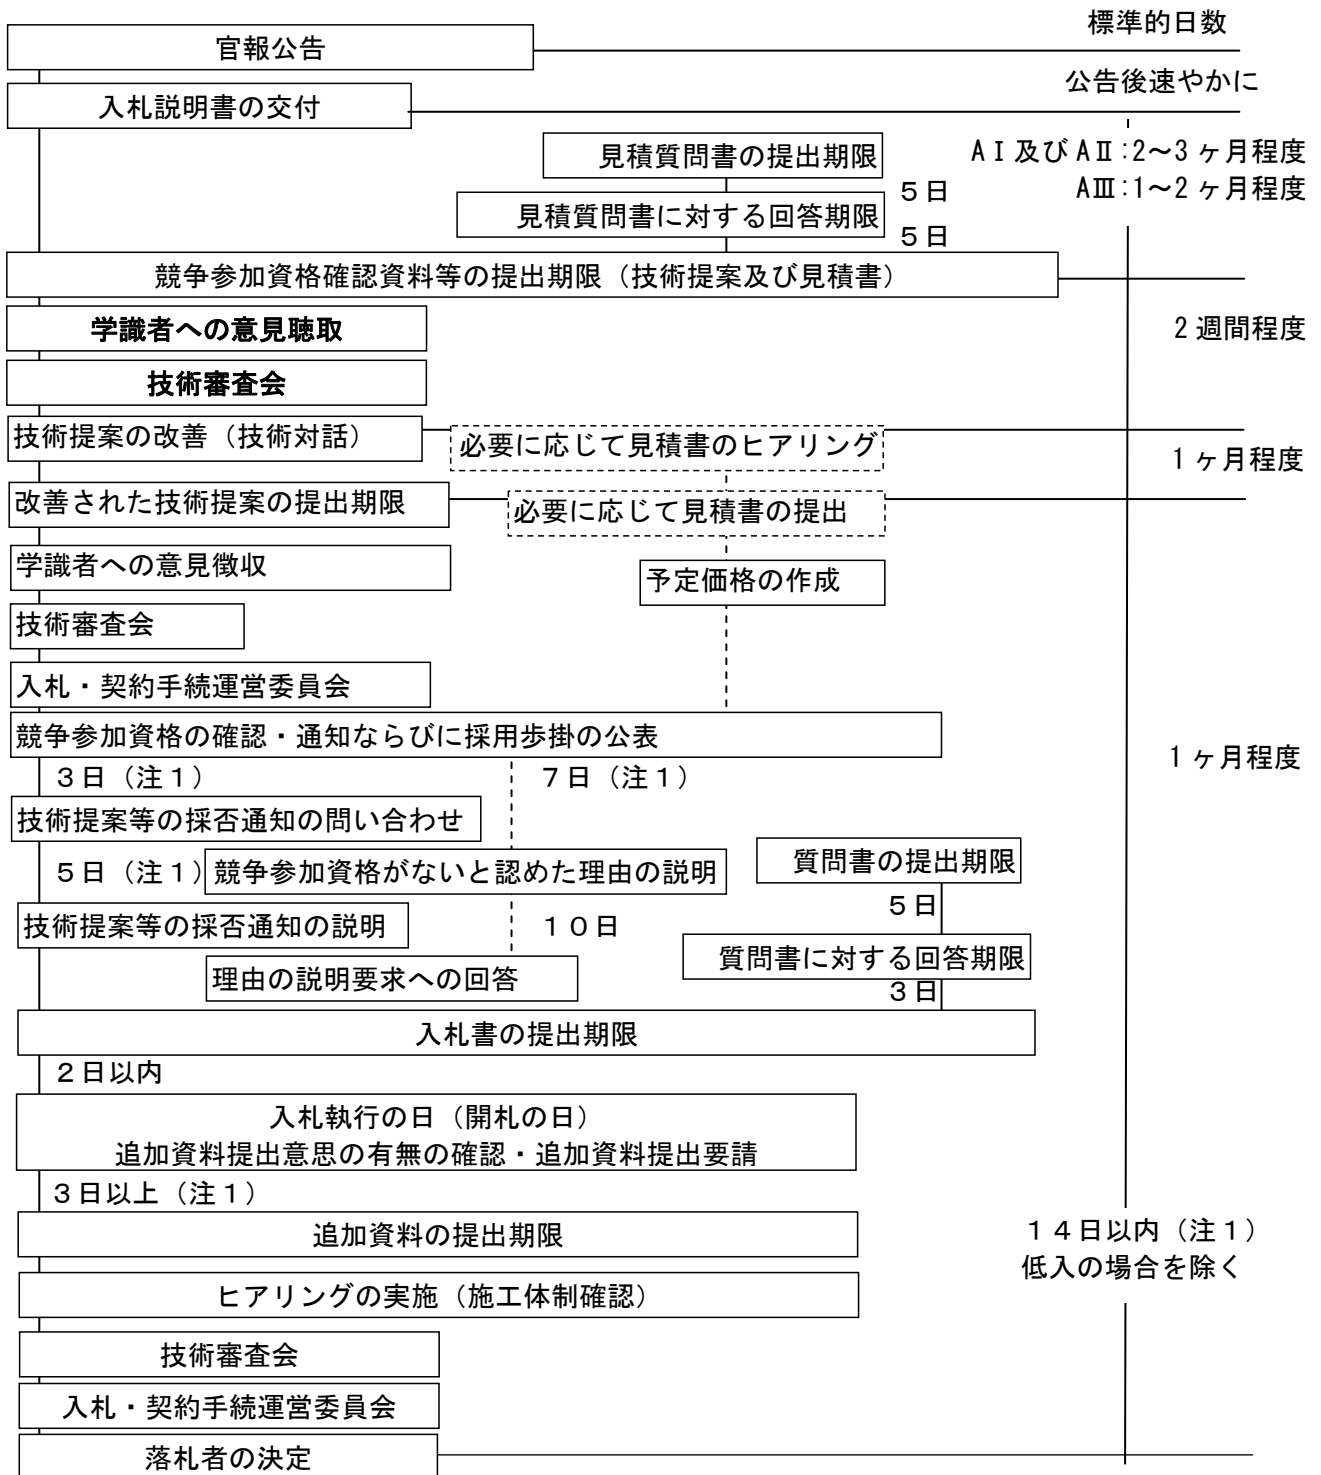 標準的日数
官報公告
公告後速やかに
入札説明書の交付
見積質問書の提出期限
AⅠ及びAⅡ:2～3ヶ月程度
5日
AⅢ:1～2ヶ月程度
見積質問書に対する回答期限
5日
競争参加資格確認資料等の提出期限（技術提案及び見積書）
学識者への意見聴取
2週間程度
技術審査会
技術提案の改善（技術対話）
必要に応じて見積書のヒアリング
1ヶ月程度
改善された技術提案の提出期限
必要に応じて見積書の提出
学識者への意見徴収
予定価格の作成
技術審査会
入札・契約手続運営委員会
競争参加資格の確認・通知ならびに採用歩掛の公表
1ヶ月程度
３日（注１）
７日（注１）
技術提案等の採否通知の問い合わせ
５日（注１）
競争参加資格がないと認めた理由の説明
質問書の提出期限
５日
技術提案等の採否通知の説明
１０日
質問書に対する回答期限
理由の説明要求への回答
３日
入札書の提出期限
２日以内
入札執行の日（開札の日）
追加資料提出意思の有無の確認・追加資料提出要請
３日以上（注１）
追加資料の提出期限
１４日以内（注１）
低入の場合を除く
ヒアリングの実施（施工体制確認）
技術審査会
入札・契約手続運営委員会
落札者の決定